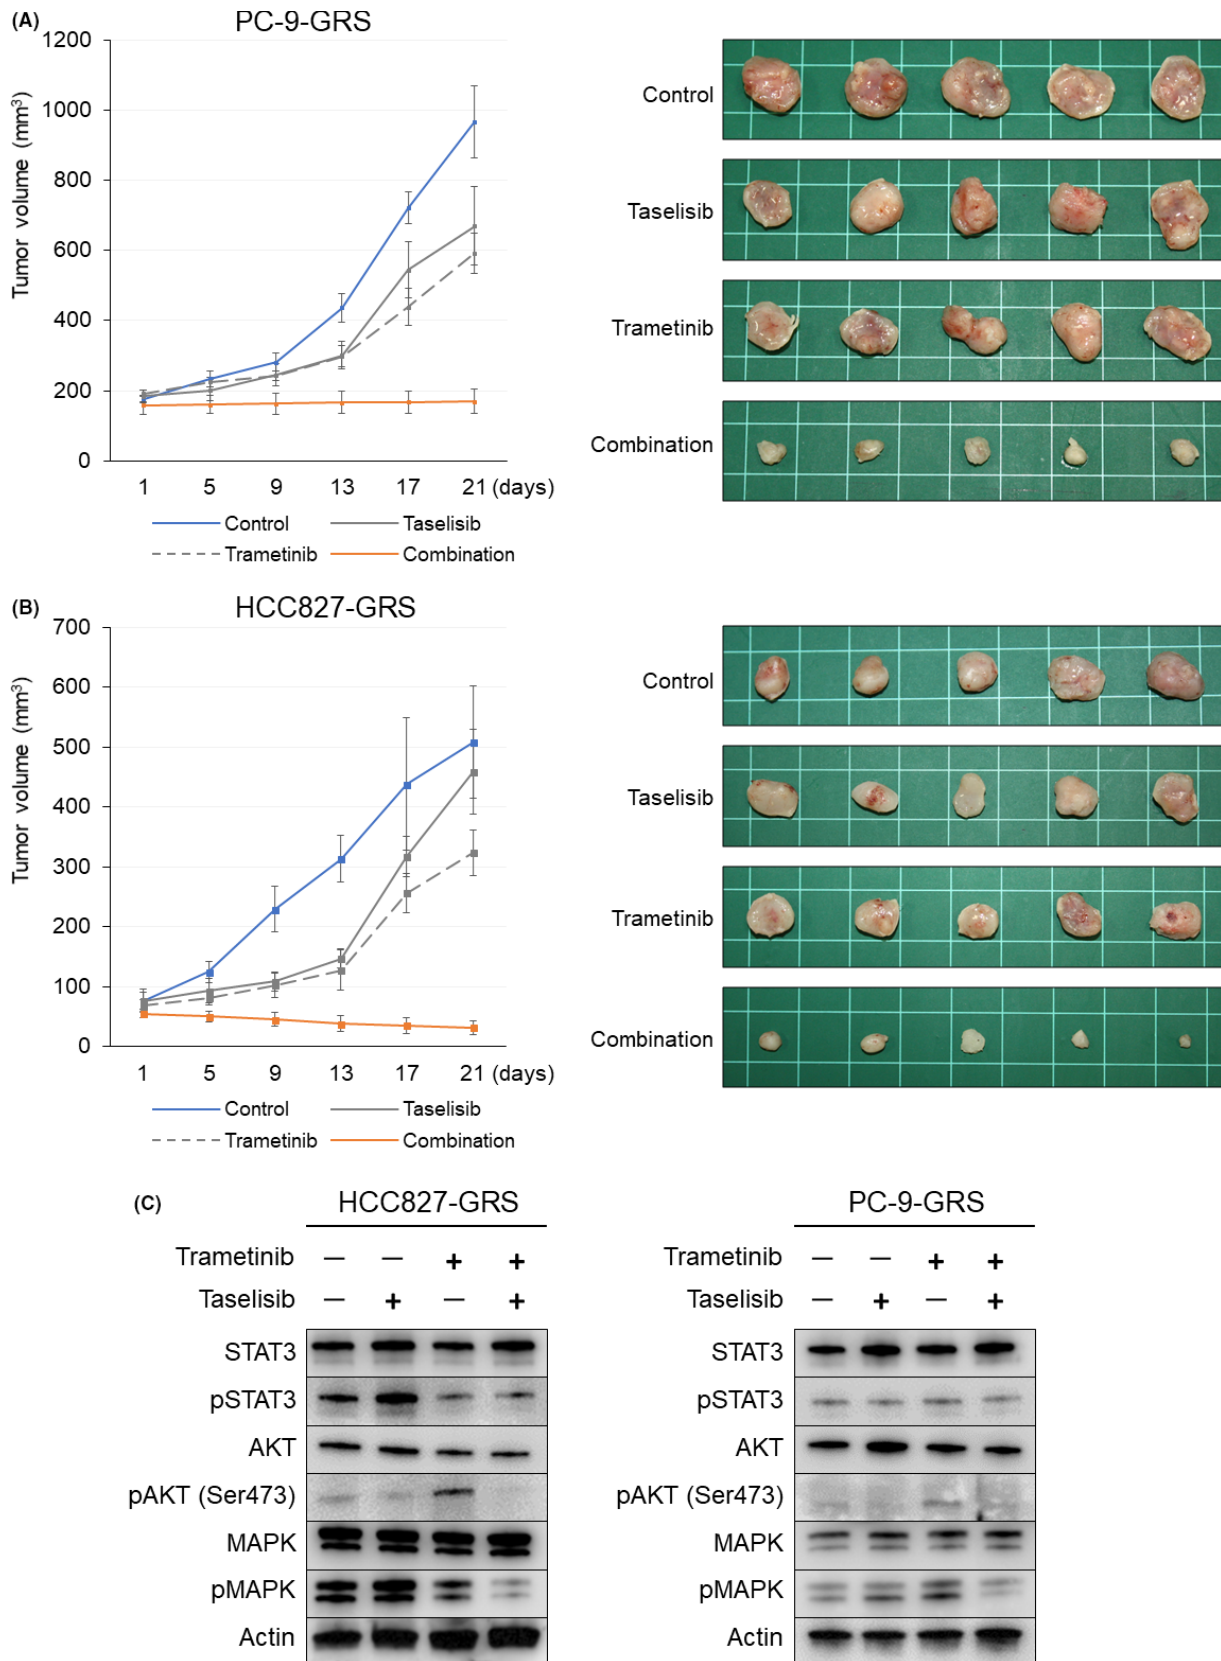 (A)
PC-9-GRS
1200
1000
800
600
400
200
0
Tumor volume (mm³)
1 5 9 13 17 21 (days)
Control Taselisib
Trametinib Combination
Control
Taselisib
Trametinib
Combination
(B)
HCC827-GRS
700
600
500
400
300
200
100
0
Tumor volume (mm³)
1 5 9 13 17 21 (days)
Control Taselisib
Trametinib Combination
Control
Taselisib
Trametinib
Combination
(C)
HCC827-GRS
Trametinib — — + +
Taselisib — + — +
STAT3
pSTAT3
AKT
pAKT (Ser473)
MAPK
pMAPK
Actin
PC-9-GRS
Trametinib — — + +
Taselisib — + — +
STAT3
pSTAT3
AKT
pAKT (Ser473)
MAPK
pMAPK
Actin